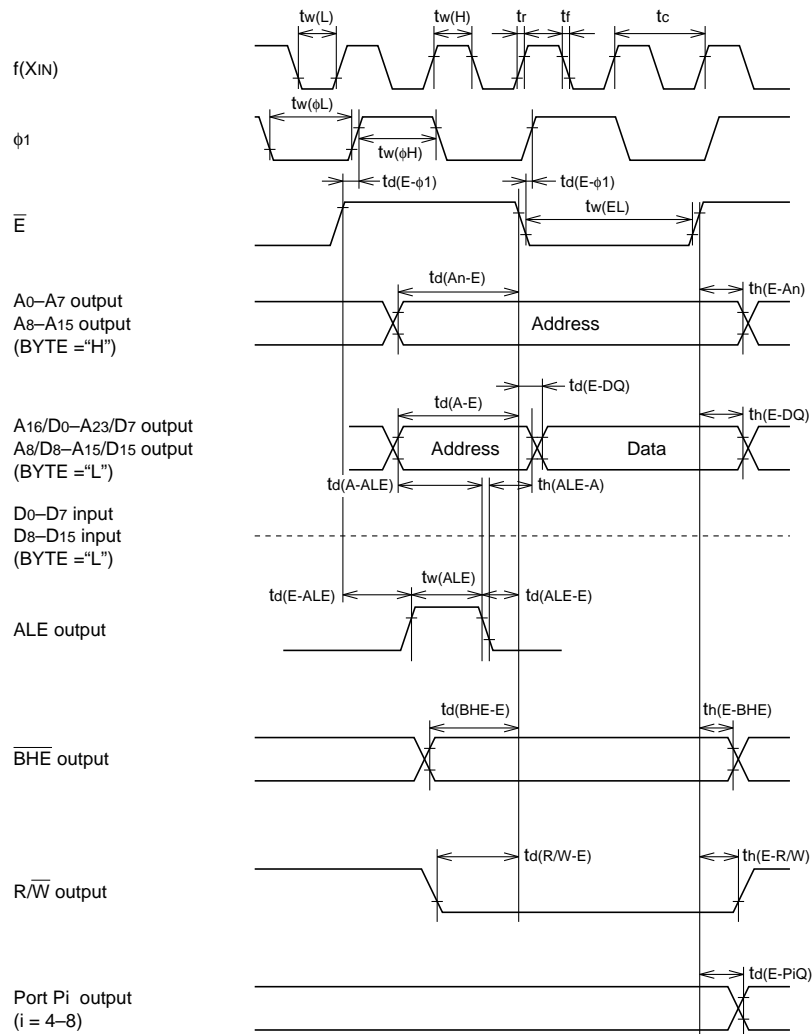 tw(L) tw(H) tr tf tc
f(XIN)
tw(ϕL)
ϕ1
tw(ϕH)
td(E-ϕ1) td(E-ϕ1)
tw(EL)
E
td(An-E) th(E-An)
A0–A7 output
A8–A15 output Address
(BYTE =“H”)
td(E-DQ)
td(A-E) th(E-DQ)
A16/D0–A23/D7 output
A8/D8–A15/D15 output Address Data
(BYTE =“L”)
td(A-ALE) th(ALE-A)
D0–D7 input
D8–D15 input
(BYTE =“L”)
tw(ALE)
td(E-ALE) td(ALE-E)
ALE output
td(BHE-E) th(E-BHE)
BHE output
td(R/W-E) th(E-R/W)
R/W output
td(E-PiQ)
Port Pi output
(i = 4–8)